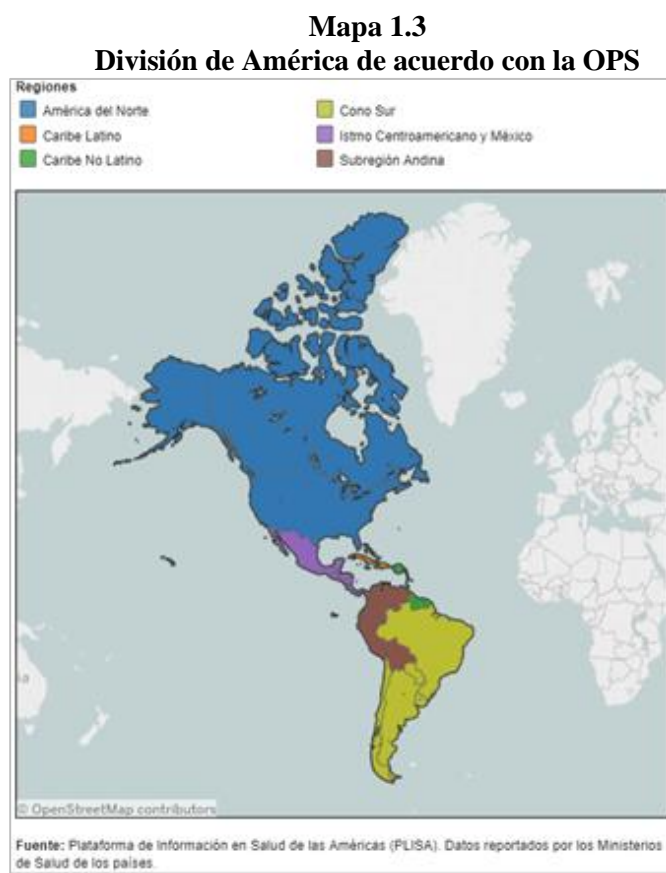 Mapa 1.3
División de América de acuerdo con la OPS
Regiones
América del Norte
Caribe Latino
Caribe No Latino
Cono Sur
Istmo Centroamericano y México
Subregión Andina
© OpenStreetMap contributors
Fuente: Plataforma de Información en Salud de las Américas (PLISA). Datos reportados por los Ministerios
de Salud de los países.